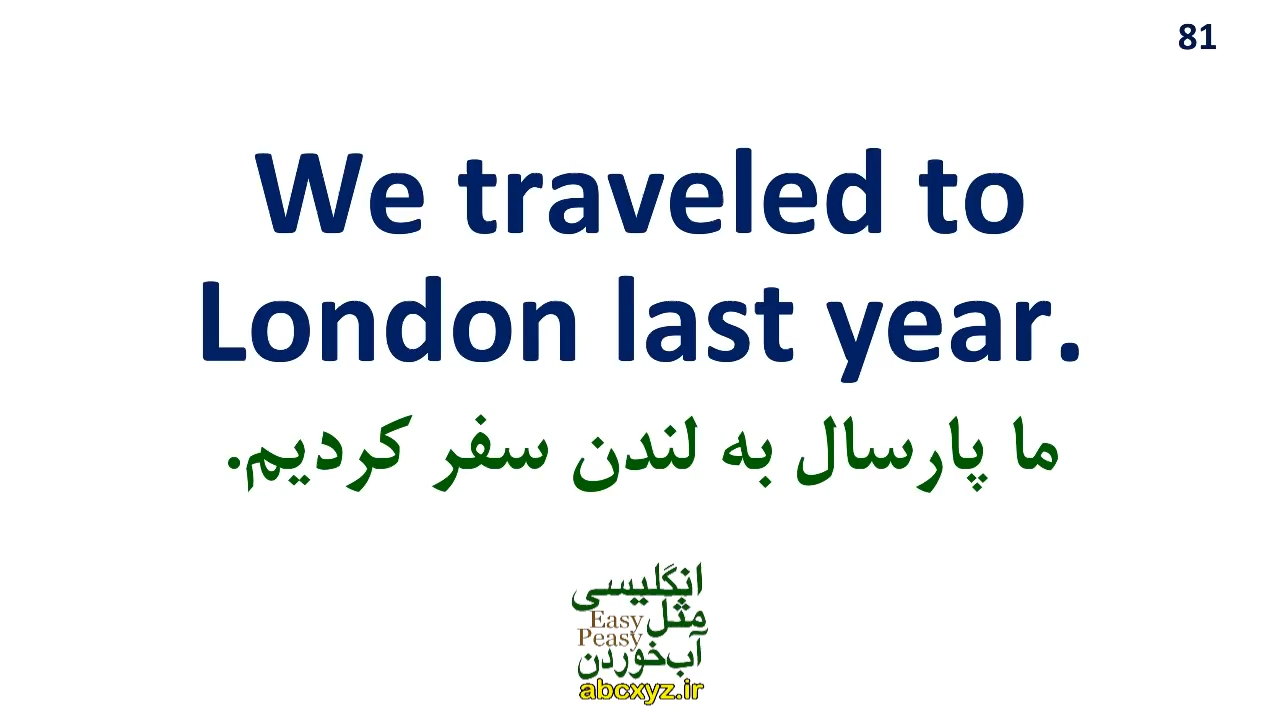 81
We traveled to
London last year.
ما پارسال به لندن سفر کردیم.
انگلیسی
مثل
Easy
Peasy
آب‌خوردن
abcxyz.ir